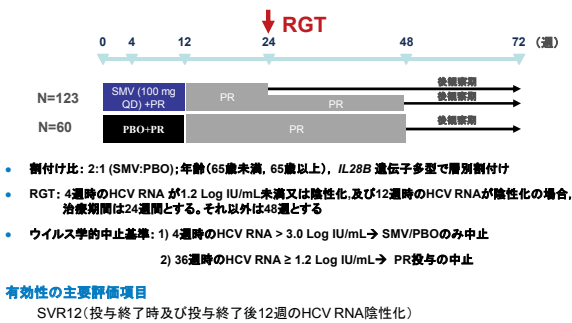 RGT
0 4 12 24 48 72 (週)
N=123
SMV (100 mg
QD) +PR
PR
後観察期
PR
後観察期
N=60
PBO+PR
PR
後観察期
• 割付け比: 2:1 (SMV:PBO);年齢(65歳未満, 65歳以上), IL28B 遺伝子多型で層別割付け
• RGT: 4週時のHCV RNA が1.2 Log IU/mL未満又は陰性化,及び12週時のHCV RNAが陰性化の場合,
治療期間は24週間とする。それ以外は48週とする
• ウイルス学的中止基準: 1) 4週時のHCV RNA > 3.0 Log IU/mL→ SMV/PBOのみ中止
2) 36週時のHCV RNA ≥ 1.2 Log IU/mL→ PR投与の中止
有効性の主要評価項目
SVR12(投与終了時及び投与終了後12週のHCV RNA陰性化)